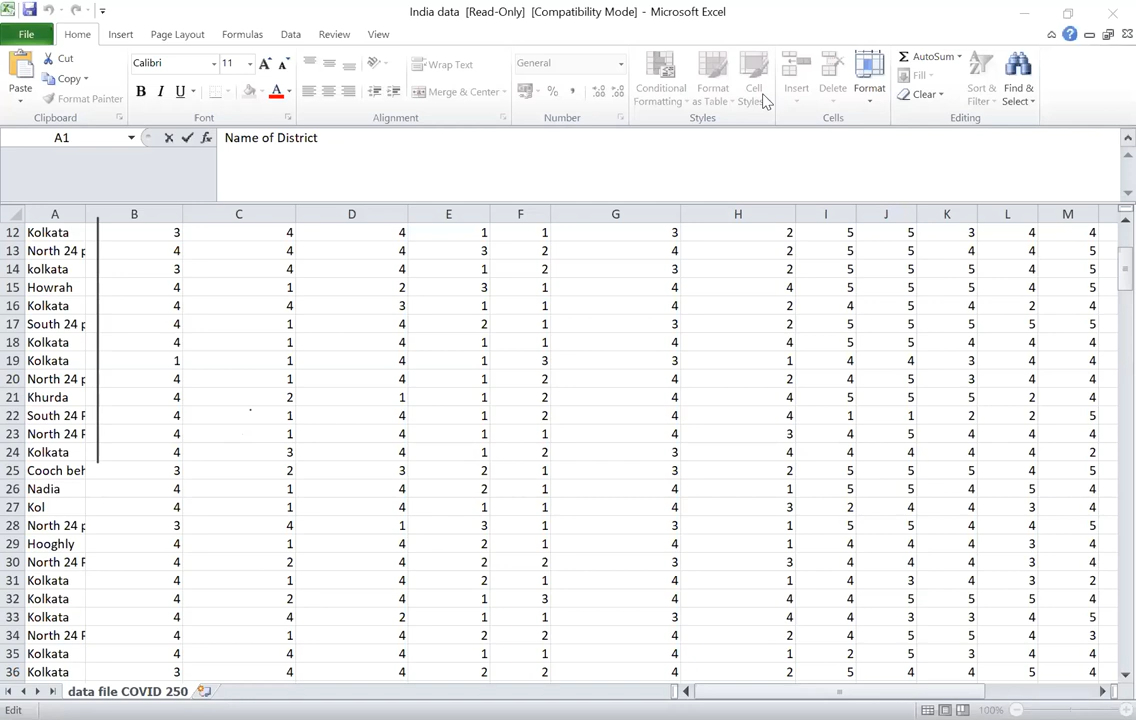 India data [Read-Only] [Compatibility Mode] - Microsoft Excel
File Home Insert Page Layout Formulas Data Review View
Cut
Copy
Format Painter
Paste
Clipboard
Calibri 11
B I U
Font
Wrap Text
Merge & Center
Alignment
General
Number
Conditional Formatting
Format as Table
Cell Styles
Styles
Insert Delete Format
Cells
AutoSum
Fill
Clear
Sort & Filter
Find & Select
Editing
A1 fx Name of District
A B C D E F G H I J K L M
12 Kolkata 3 4 4 1 1 3 2 5 5 3 4 4
13 North 24 p 4 4 4 3 2 4 2 5 5 4 4 5
14 kolkata 3 4 4 1 2 3 2 5 5 4 5 5
15 Howrah 4 1 2 3 1 4 4 5 5 5 4 5
16 Kolkata 4 4 3 1 1 4 2 4 5 4 2 4
17 South 24 p 4 1 4 2 1 3 2 5 5 5 5 5
18 Kolkata 4 1 4 1 1 4 4 5 5 4 4 4
19 Kolkata 1 1 4 1 3 3 1 4 4 3 4 4
20 North 24 p 4 1 4 1 2 4 2 4 5 3 4 4
21 Khurda 4 2 1 1 2 4 4 5 5 5 2 4
22 South 24 P 4 1 4 1 2 4 4 1 1 2 2 5
23 North 24 P 4 1 4 1 1 4 3 4 5 4 4 4
24 Kolkata 4 3 4 1 2 3 4 4 4 4 4 2
25 Cooch beh 3 2 3 2 1 3 2 5 5 5 4 5
26 Nadia 4 1 4 2 1 4 1 5 5 4 5 4
27 Kol 4 1 4 1 1 4 3 2 4 4 3 4
28 North 24 p 3 4 1 3 1 3 1 5 5 4 4 5
29 Hooghly 4 1 4 2 1 4 1 4 4 4 3 4
30 North 24 P 4 2 4 2 2 3 3 4 4 4 3 4
31 Kolkata 4 1 4 2 1 4 1 4 3 4 3 2
32 Kolkata 4 2 4 1 3 4 4 4 5 5 5 4
33 Kolkata 4 4 2 1 1 3 4 4 3 3 4 5
34 North 24 P 4 1 4 2 2 4 2 4 5 5 4 3
35 Kolkata 4 4 4 1 1 4 1 2 5 3 4 4
36 Kolkata 3 4 4 2 2 4 2 5 4 4 5 4
data file COVID 250
Edit 100%